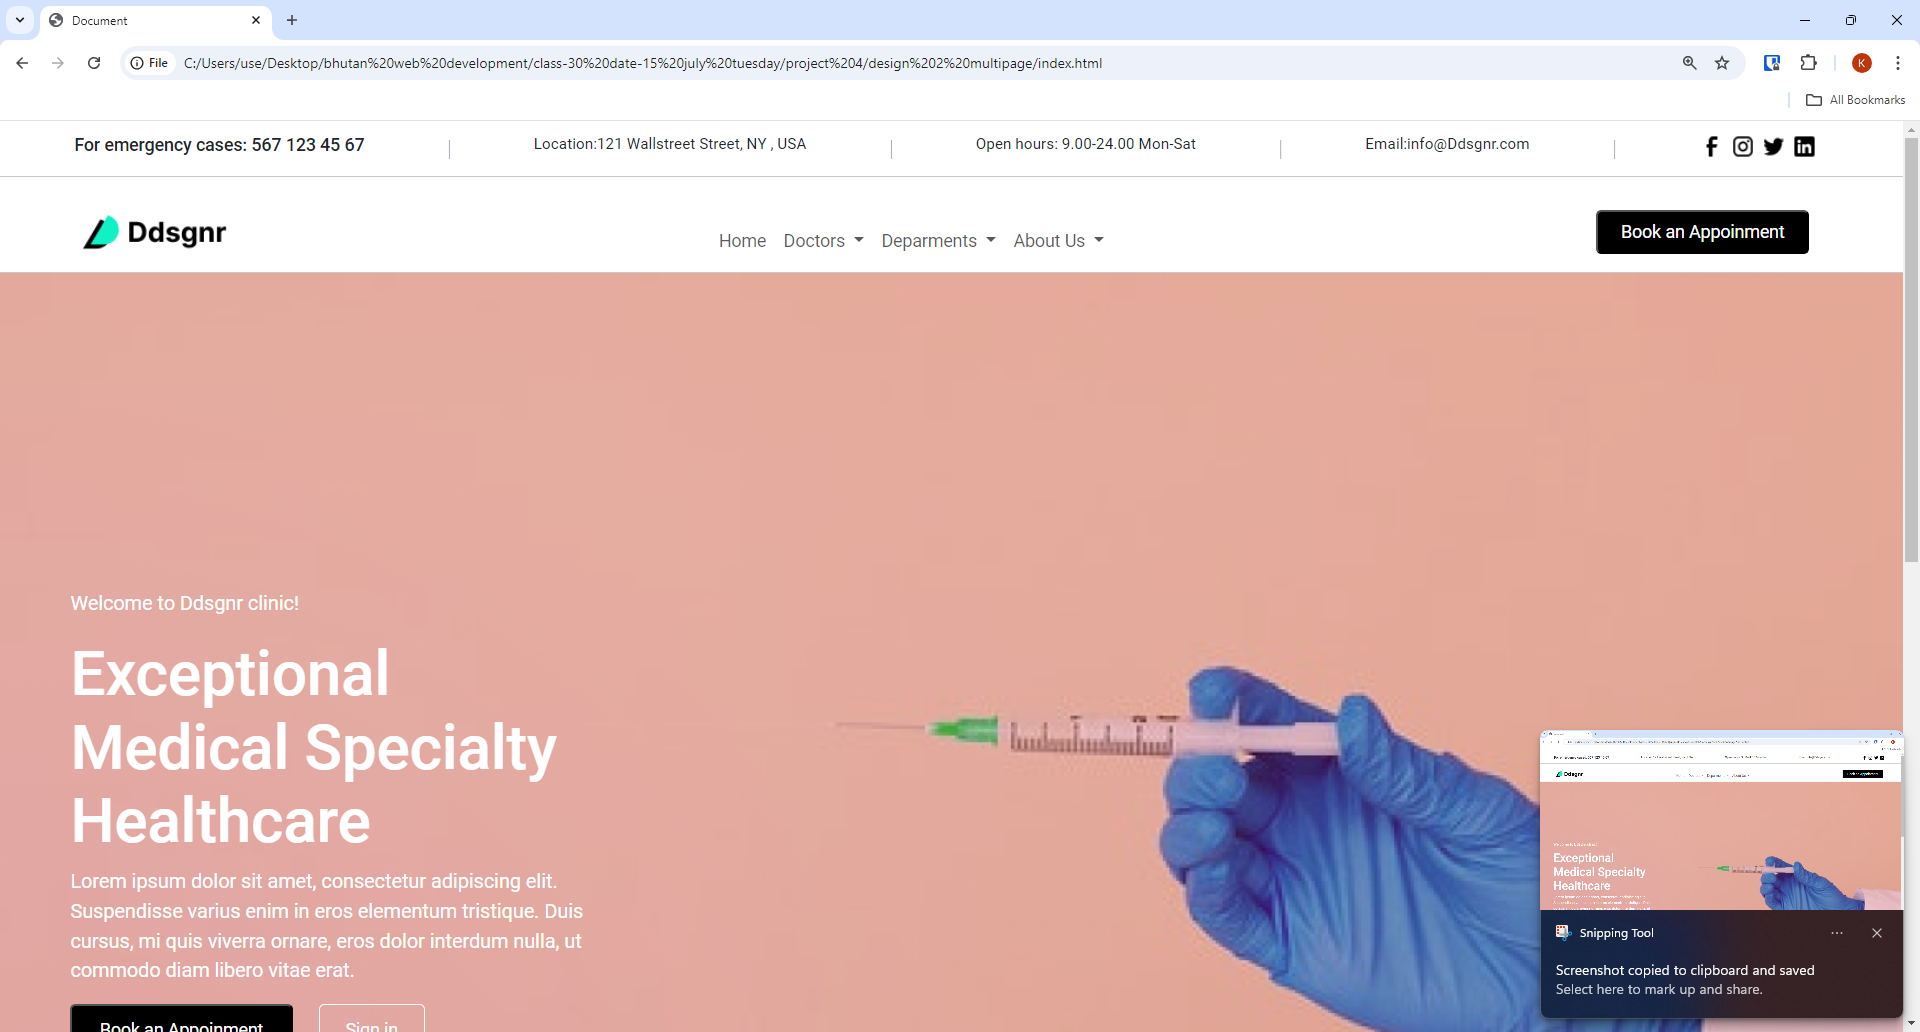 Document
File
C:/Users/use/Desktop/bhutan%20web%20development/class-30%20date-15%20july%20tuesday/project%204/design%202%20multipage/index.html
K
All Bookmarks
For emergency cases: 567 123 45 67
Location:121 Wallstreet Street, NY , USA
Open hours: 9.00-24.00 Mon-Sat
Email:info@Ddsgnr.com
Ddsgnr
Home
Doctors
Deparments
About Us
Book an Appoinment
Welcome to Ddsgnr clinic!
Exceptional
Medical Specialty
Healthcare
Lorem ipsum dolor sit amet, consectetur adipiscing elit.
Suspendisse varius enim in eros elementum tristique. Duis
cursus, mi quis viverra ornare, eros dolor interdum nulla, ut
commodo diam libero vitae erat.
Book an Appoinment
Sign in
Ddsgnr
Exceptional
Medical Specialty
Healthcare
Snipping Tool
Screenshot copied to clipboard and saved
Select here to mark up and share.